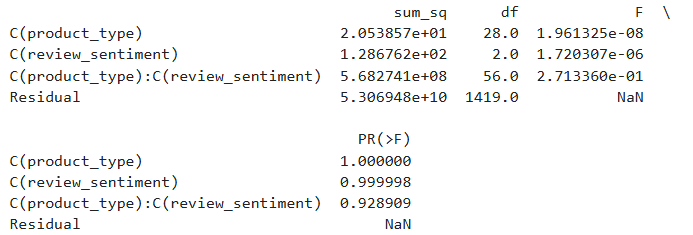 sum_sq df F \
C(product_type) 2.053857e+01 28.0 1.961325e-08
C(review_sentiment) 1.286762e+02 2.0 1.720307e-06
C(product_type):C(review_sentiment) 5.682741e+08 56.0 2.713360e-01
Residual 5.306948e+10 1419.0 NaN
PR(>F)
C(product_type) 1.000000
C(review_sentiment) 0.999998
C(product_type):C(review_sentiment) 0.928909
Residual NaN